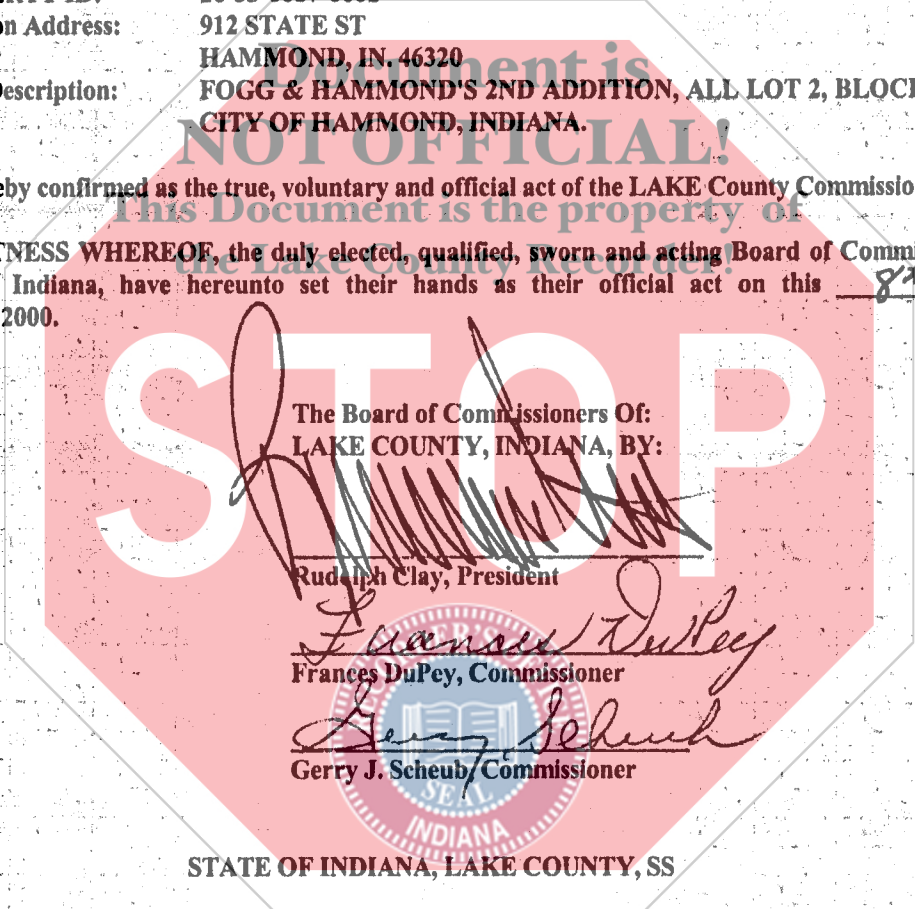 on Address: 912 STATE ST
HAMMOND, IN. 46320
Description: FOGG & HAMMOND'S 2ND ADDITION, ALL LOT 2, BLOC
CITY OF HAMMOND, INDIANA.
Document is
NOT OFFICIAL!
eby confirmed as the true, voluntary and official act of the LAKE County Commissio
This Document is the property of
the Lake County Recorder!
TNESS WHEREOF, the duly elected, qualified, sworn and acting Board of Comm
Indiana, have hereunto set their hands as their official act on this
2000.
STOP
The Board of Commissioners Of:
LAKE COUNTY, INDIANA, BY:
Rudolph Clay, President
Frances DuPey
Frances DuPey, Commissioner
Gerry Scheub
Gerry J. Scheub, Commissioner
SEAL
INDIANA
STATE OF INDIANA, LAKE COUNTY, SS